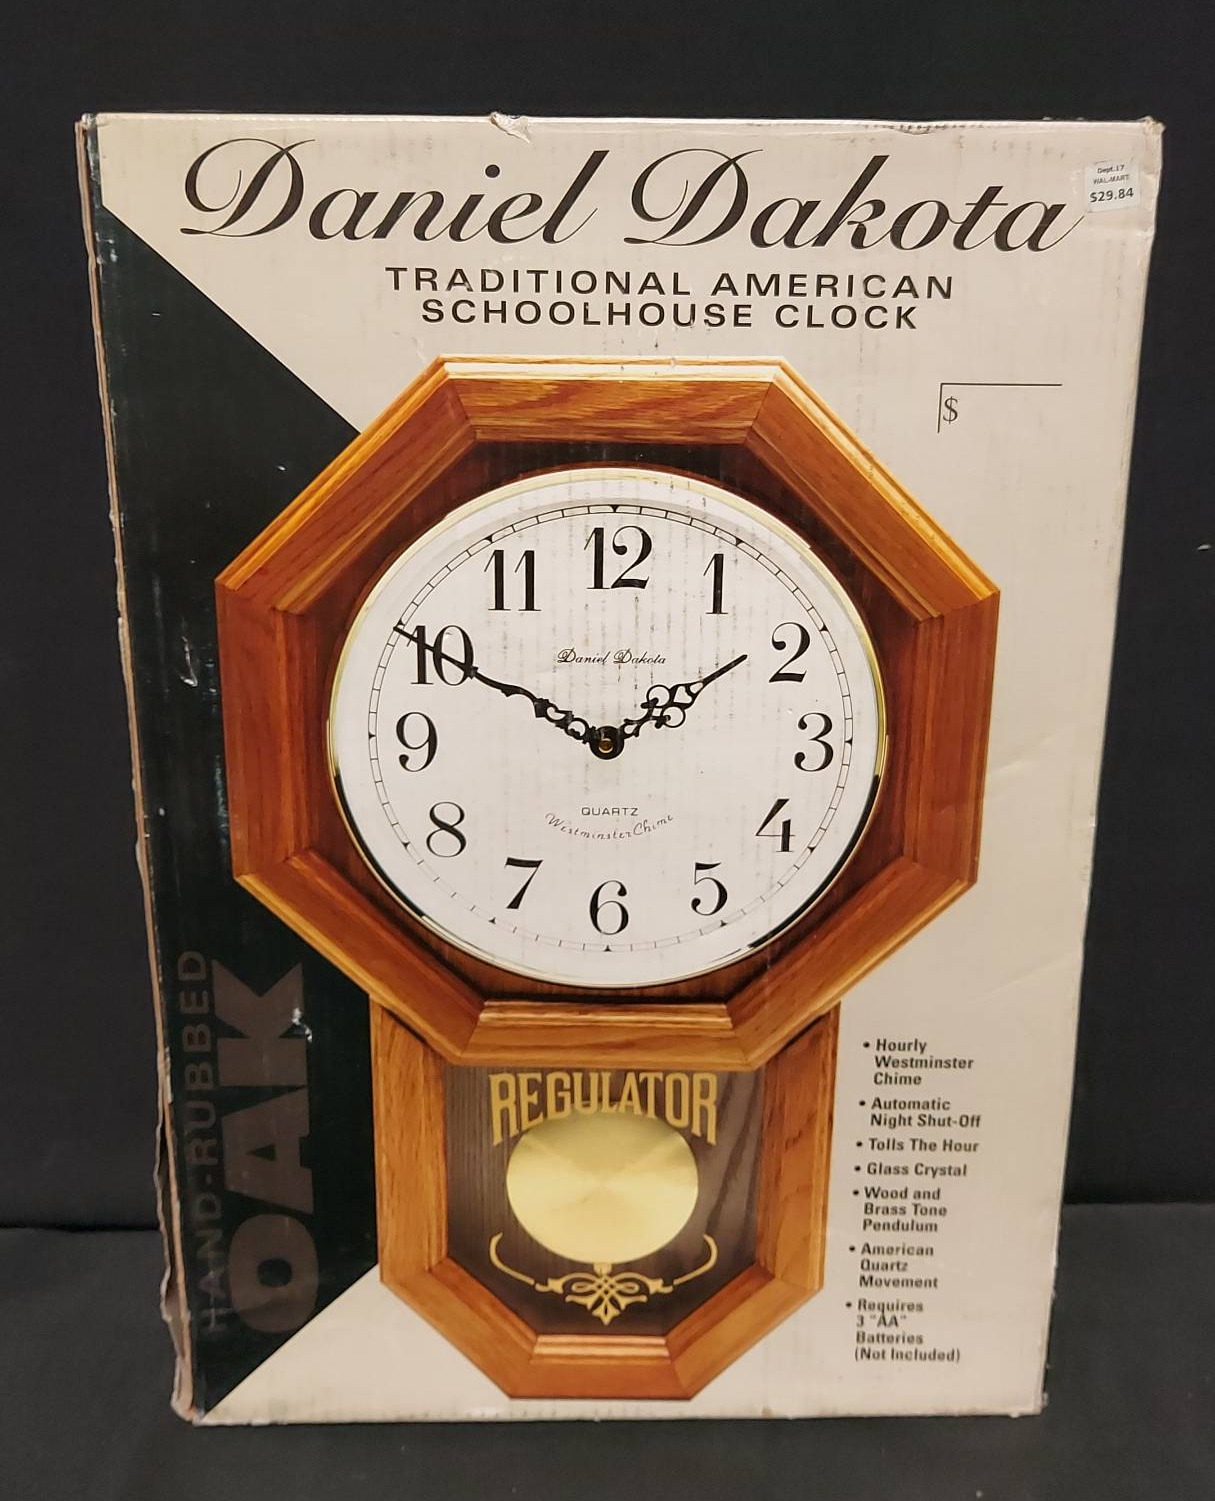 Daniel Dakota
Dept.17
WAL-MART
$29.84
TRADITIONAL AMERICAN
SCHOOLHOUSE CLOCK
$
12
11
1
10
2
Daniel Dakota
9
3
QUARTZ
Westminster Chime
8
4
7
5
6
HAND-RUBBED
OAK
REGULATOR
• Hourly
Westminster
Chime
• Automatic
Night Shut-Off
• Tolls The Hour
• Glass Crystal
• Wood and
Brass Tone
Pendulum
• American
Quartz
Movement
• Requires
3 "AA"
Batteries
(Not Included)